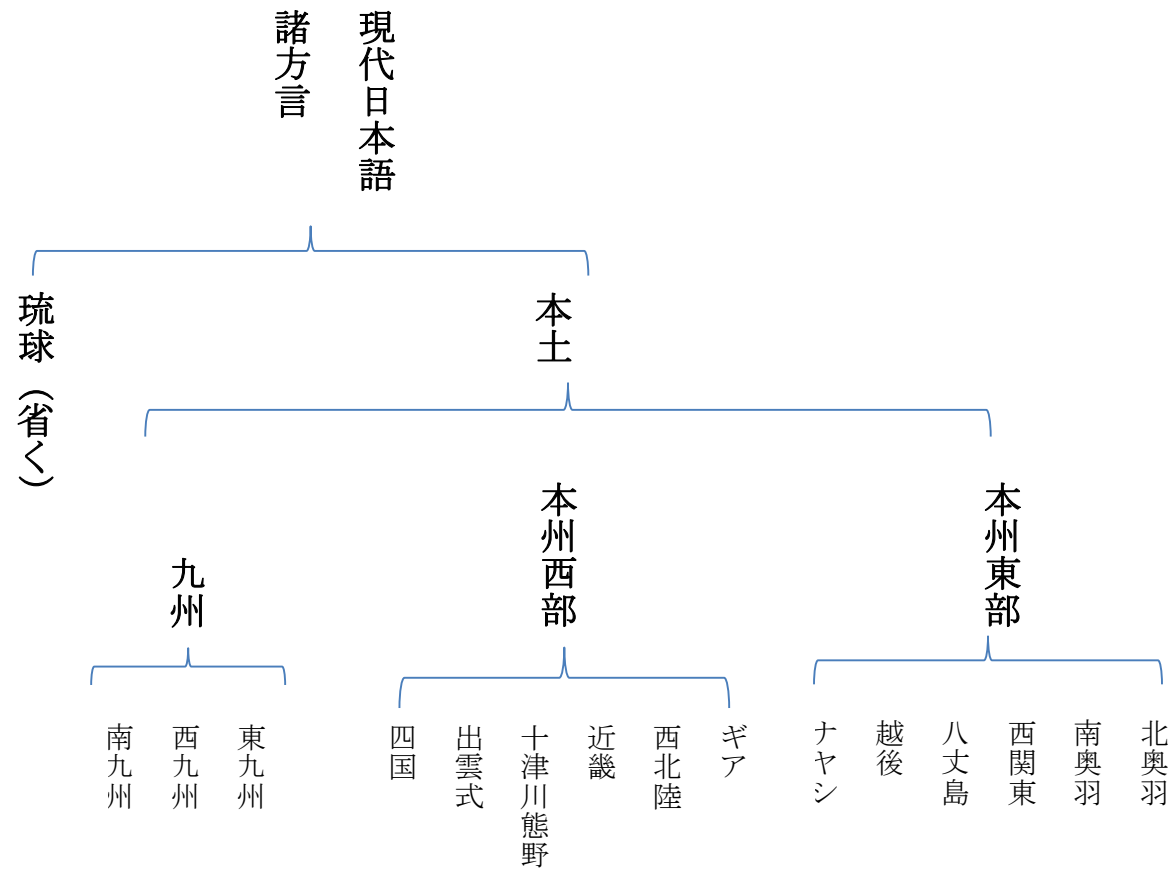 現代日本語
諸方言
本土
琉球（省く）
本州東部
本州西部
九州
北奥羽
南奥羽
西関東
八丈島
越後
ナヤシ
ギア
西北陸
近畿
十津川態野
出雲式
四国
東九州
西九州
南九州